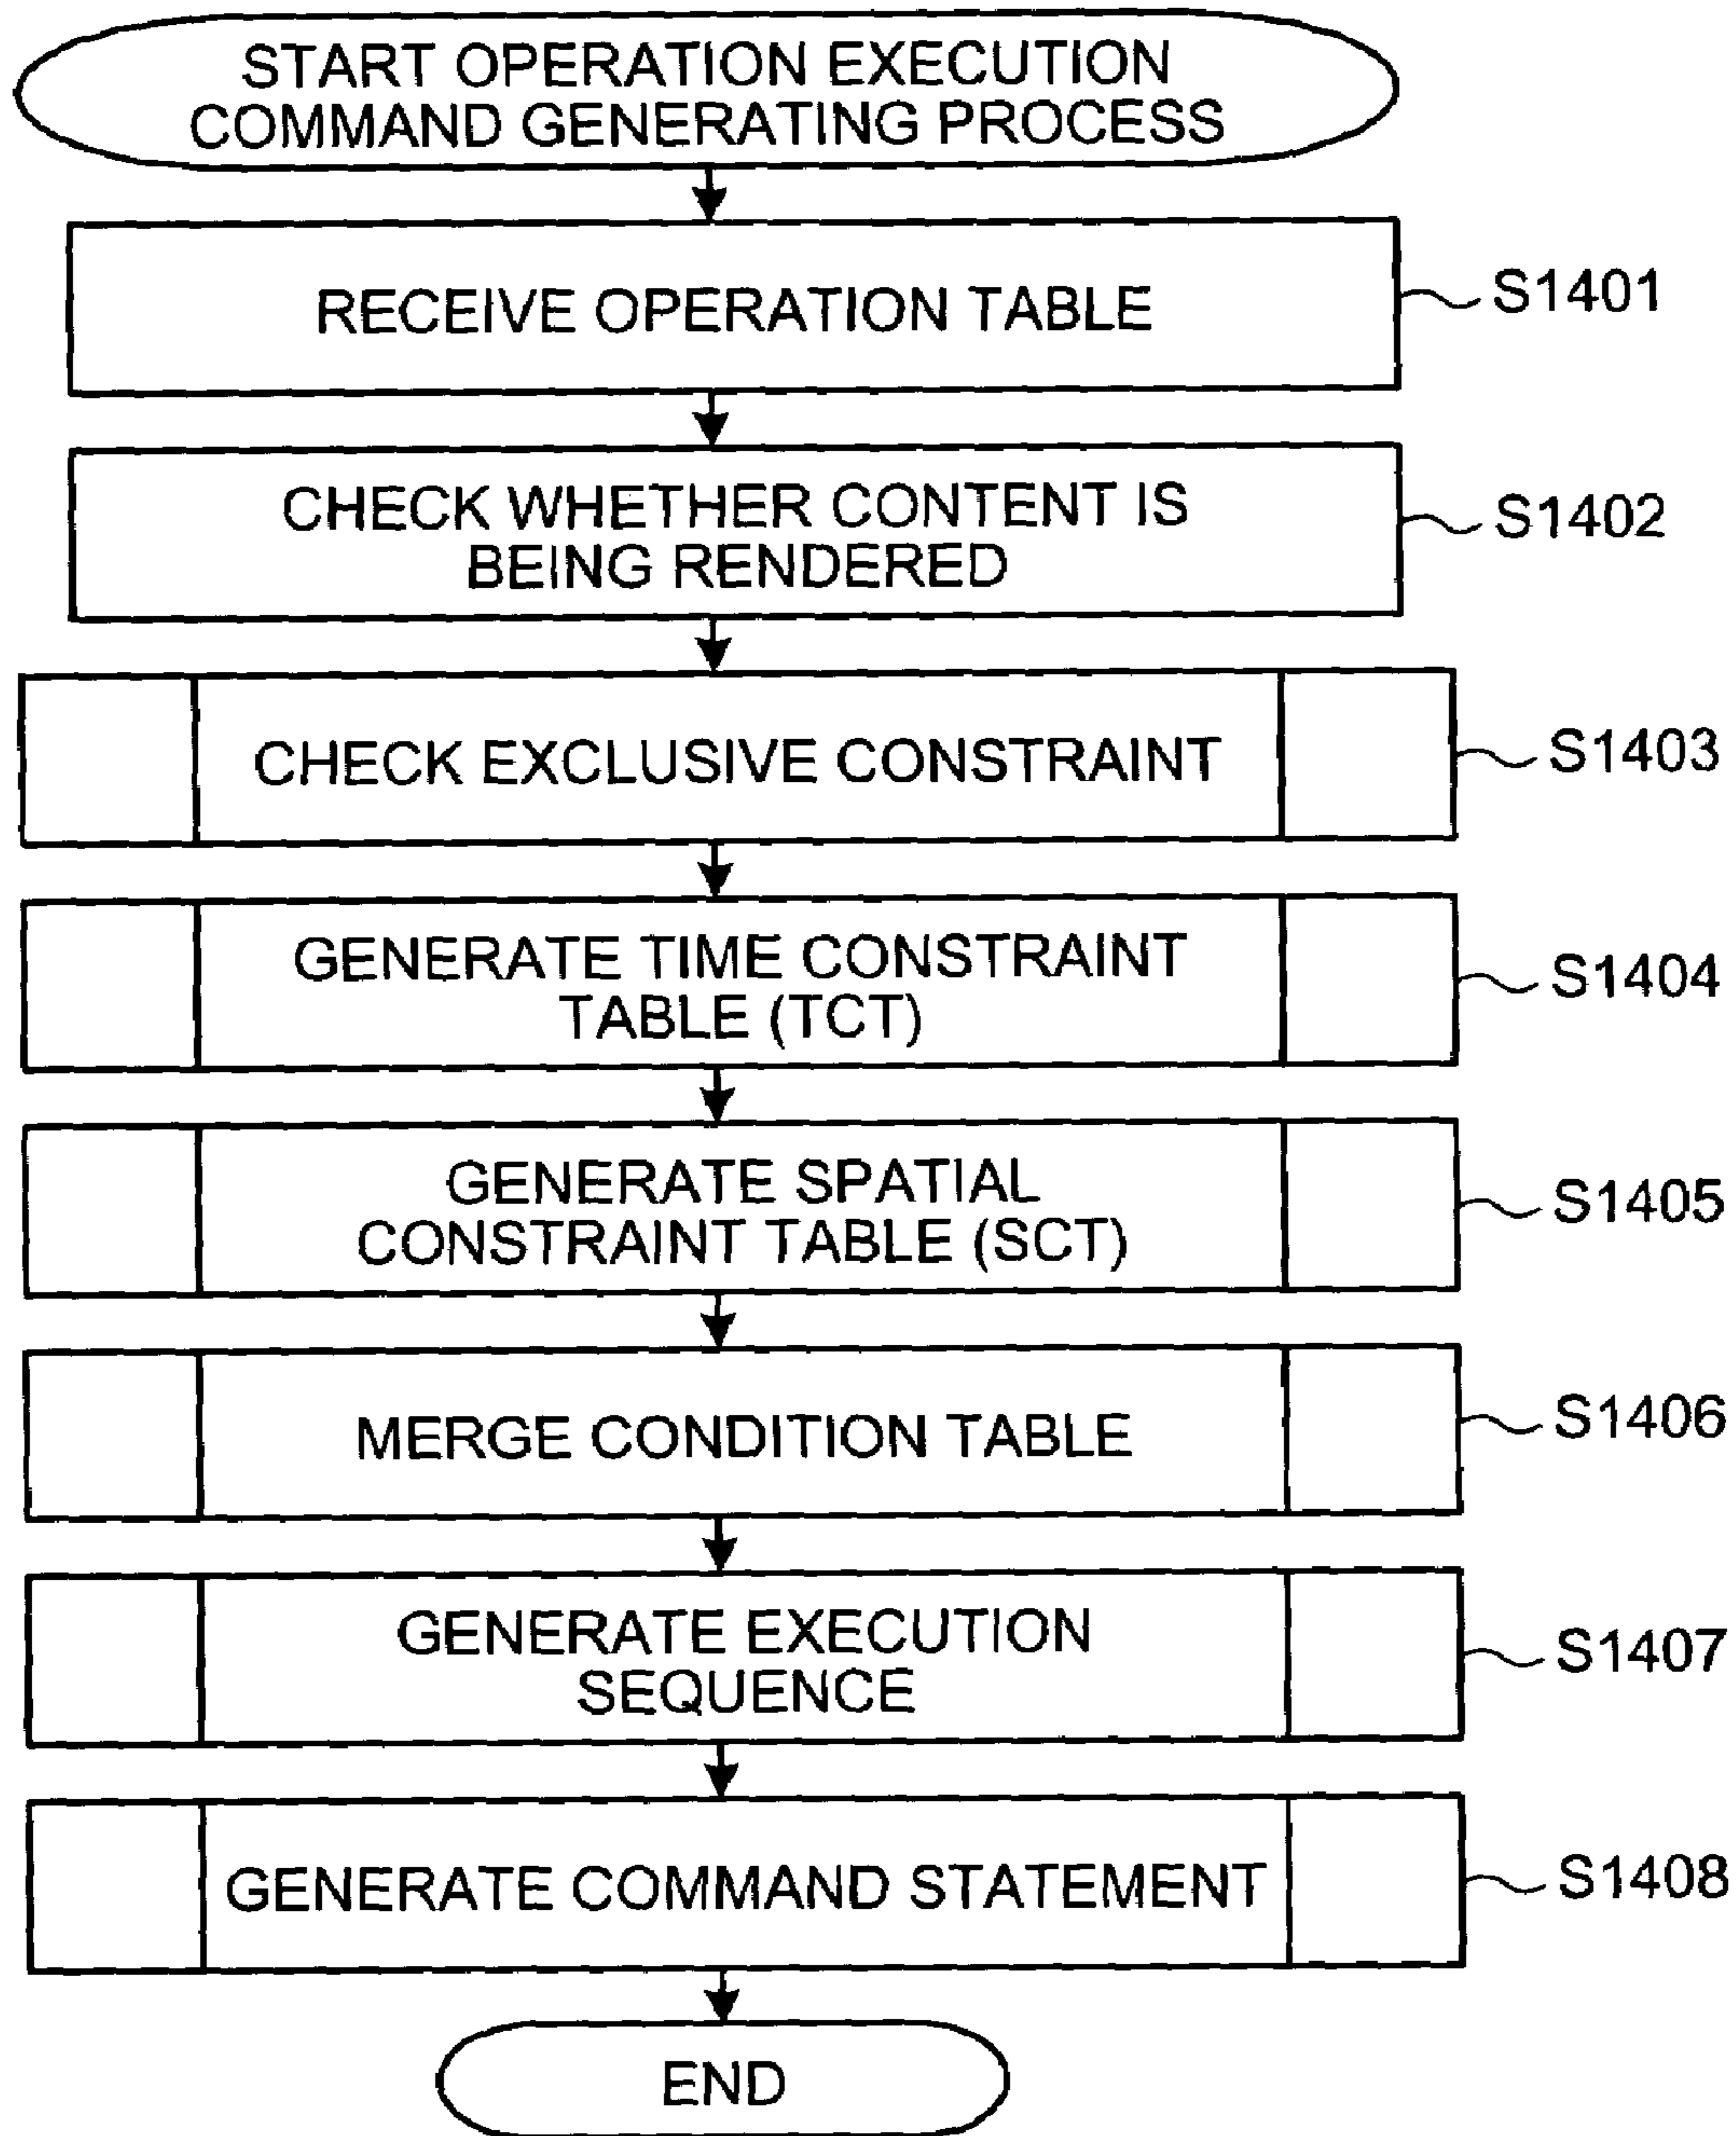 START OPERATION EXECUTION
COMMAND GENERATING PROCESS
RECEIVE OPERATION TABLE
S1401
CHECK WHETHER CONTENT IS
BEING RENDERED
S1402
CHECK EXCLUSIVE CONSTRAINT
S1403
GENERATE TIME CONSTRAINT
TABLE (TCT)
S1404
GENERATE SPATIAL
CONSTRAINT TABLE (SCT)
S1405
MERGE CONDITION TABLE
S1406
GENERATE EXECUTION
SEQUENCE
S1407
GENERATE COMMAND STATEMENT
S1408
END